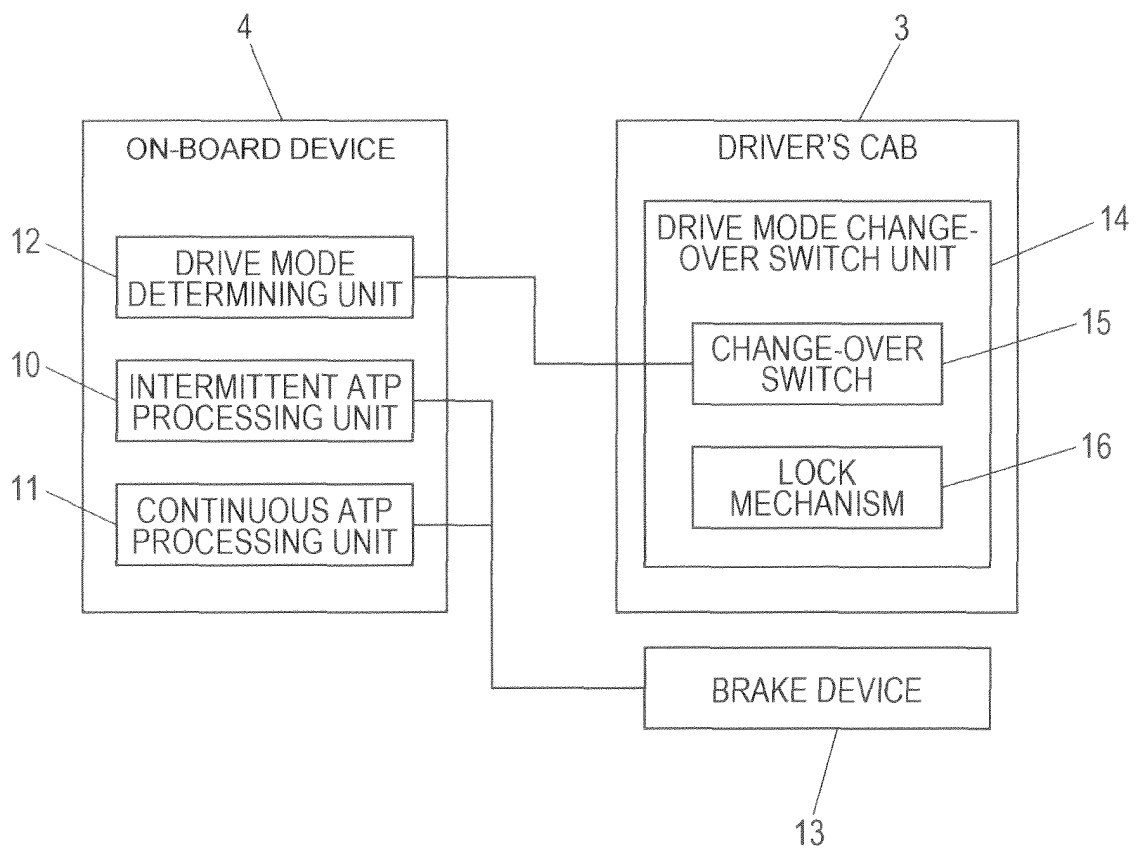 4
3
ON-BOARD DEVICE
DRIVER'S CAB
12
DRIVE MODE
DETERMINING UNIT
DRIVE MODE CHANGE-
OVER SWITCH UNIT
14
10
INTERMITTENT ATP
PROCESSING UNIT
CHANGE-OVER
SWITCH
15
11
CONTINUOUS ATP
PROCESSING UNIT
LOCK
MECHANISM
16
BRAKE DEVICE
13